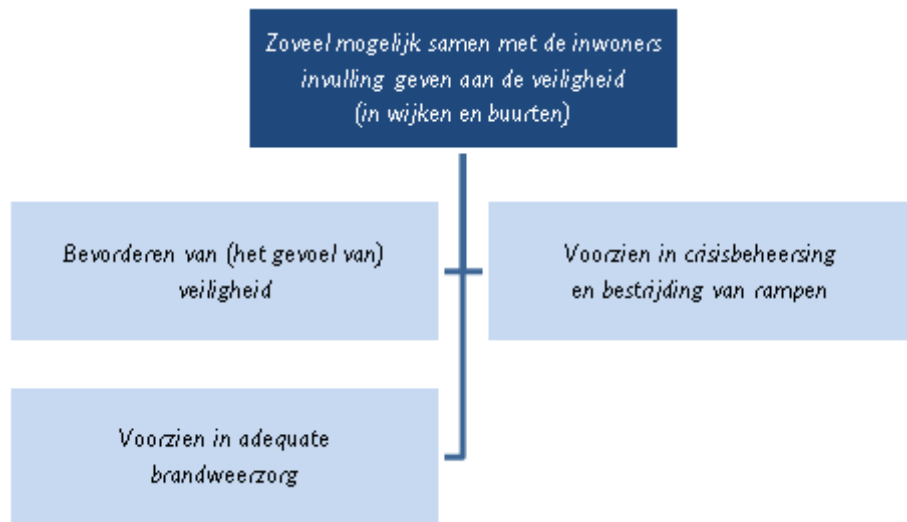 Zoveel mogelijk samen met de inwoners
invulling geven aan de veiligheid
(in wijken en buurten)
Bevorderen van (het gevoel van)
veiligheid
Voorzien in crisisbeheersing
en bestrijding van rampen
Voorzien in adequate
brandweerzorg